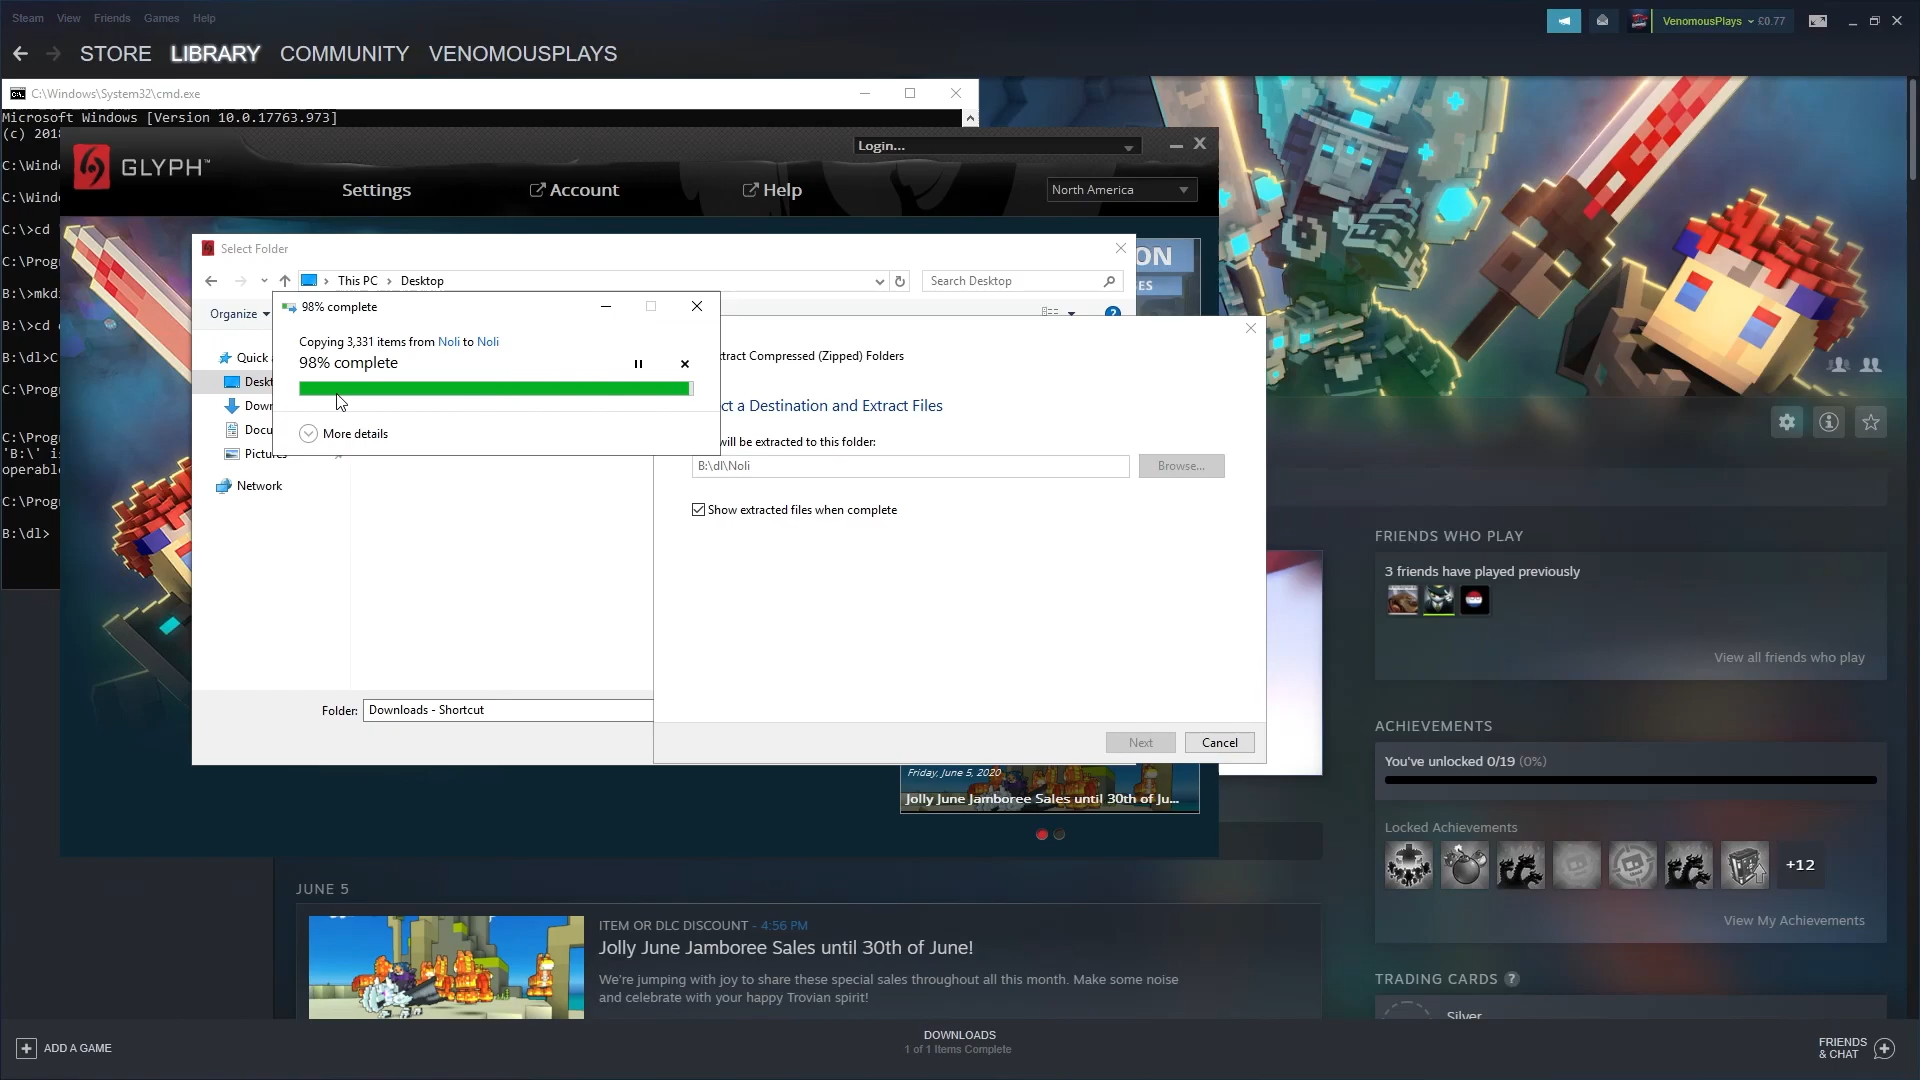 Steam View Friends Games Help
VenomousPlays £0.77
STORE LIBRARY COMMUNITY VENOMOUSPLAYS
C:\Windows\System32\cmd.exe
Microsoft Windows [Version 10.0.17763.973]
(c) 2018
C:\Wind
C:\Wind
C:\>cd
C:\Prog
B:\>mkd
B:\>cd
B:\dl>C
C:\Prog
C:\Prog
'B:\' is
operable
C:\Prog
B:\dl>
GLYPH™
Login...
Settings
Account
Help
North America
Select Folder
This PC > Desktop
Search Desktop
Organize
Quick
Deskt
Down
Docu
Pictures
Network
Folder: Downloads - Shortcut
98% complete
Copying 3,331 items from Noli to Noli
98% complete
More details
tract Compressed (Zipped) Folders
ct a Destination and Extract Files
will be extracted to this folder:
B:\dl\Noli
Browse...
Show extracted files when complete
Next
Cancel
ON
ES
Friday, June 5, 2020
Jolly June Jamboree Sales until 30th of Ju...
FRIENDS WHO PLAY
3 friends have played previously
View all friends who play
ACHIEVEMENTS
You've unlocked 0/19 (0%)
Locked Achievements
+12
View My Achievements
TRADING CARDS ?
Silver
JUNE 5
ITEM OR DLC DISCOUNT - 4:56 PM
Jolly June Jamboree Sales until 30th of June!
We're jumping with joy to share these special sales throughout all this month. Make some noise
and celebrate with your happy Trovian spirit!
ADD A GAME
DOWNLOADS
1 of 1 Items Complete
FRIENDS
& CHAT